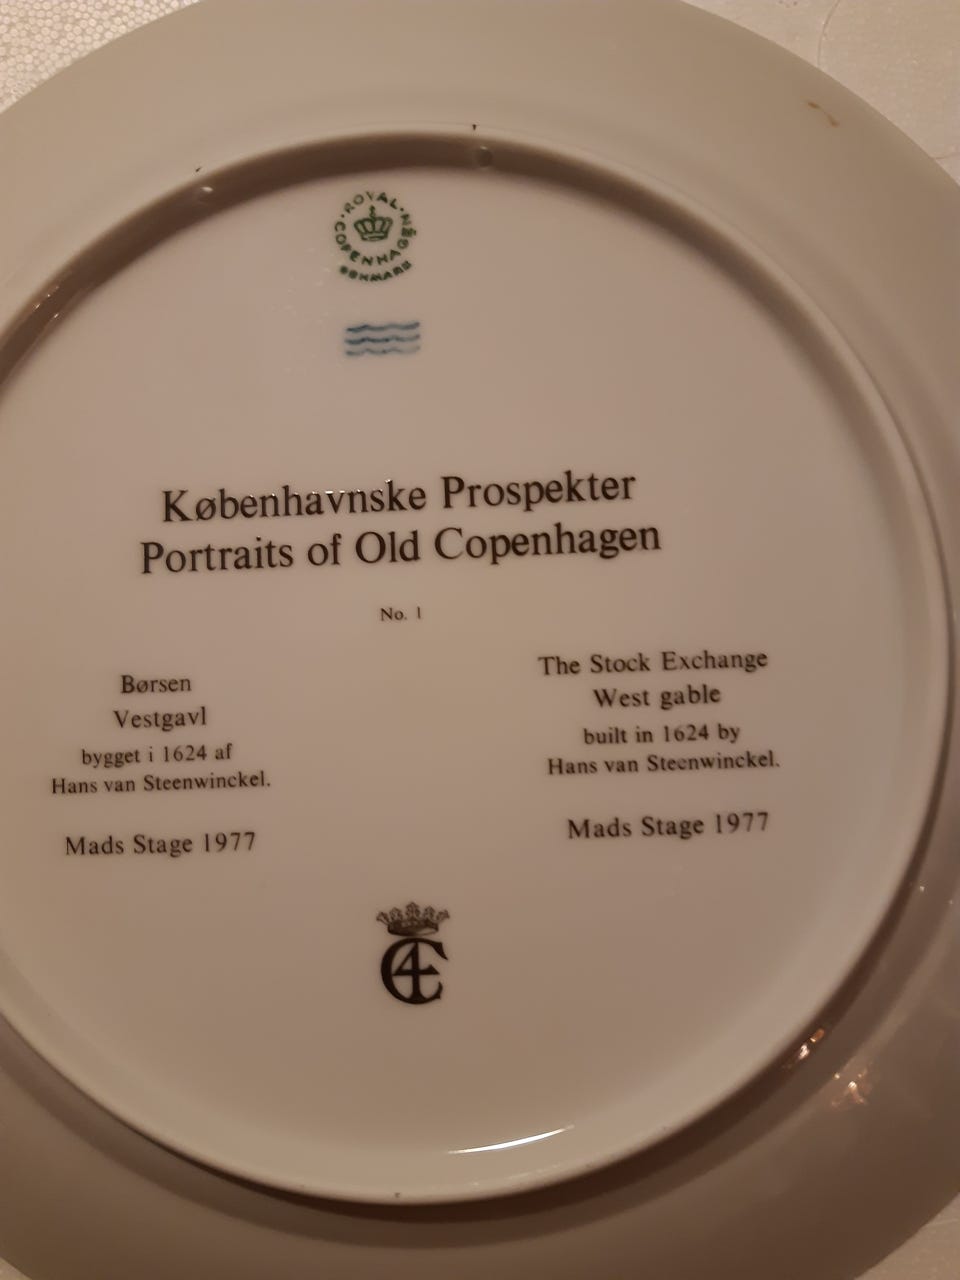 ROYAL
COPENHAGEN
DENMARK
Københavnske Prospekter
Portraits of Old Copenhagen
No. 1
Børsen
Vestgavl
bygget i 1624 af
Hans van Steenwinckel.
Mads Stage 1977
The Stock Exchange
West gable
built in 1624 by
Hans van Steenwinckel.
Mads Stage 1977
C4